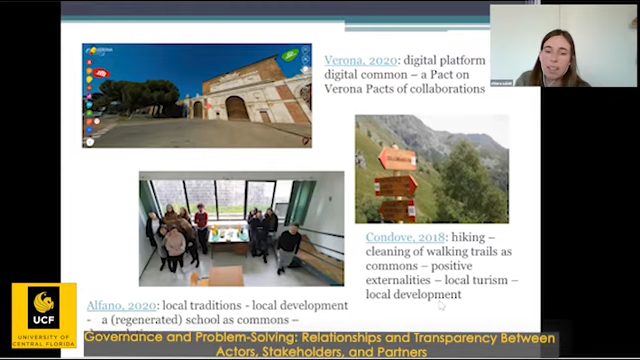 Verona, 2020: digital platform
digital common – a Pact on
Verona Pacts of collaborations
Condove, 2018: hiking –
cleaning of walking trails as
commons – positive
externalities – local turism –
local development
Alfano, 2020: local traditions - local development
- a (regenerated) school as commons –
UCF
UNIVERSITY OF
CENTRAL FLORIDA
Governance and Problem-Solving: Relationships and Transparency Between
Actors, Stakeholders, and Partners